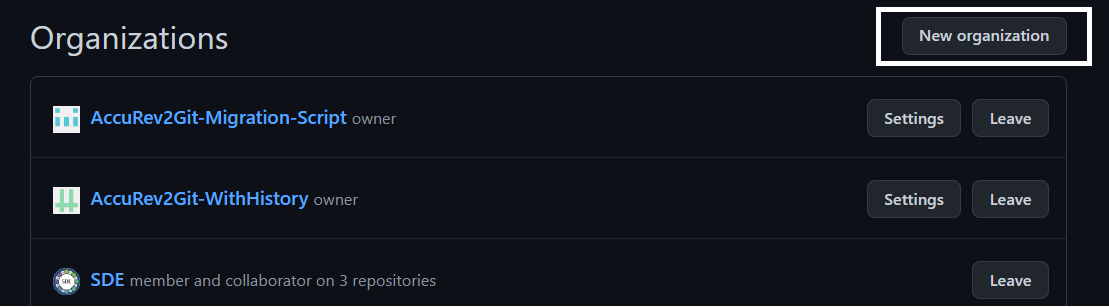 Organizations
New organization
AccuRev2Git-Migration-Script owner
Settings
Leave
AccuRev2Git-WithHistory owner
Settings
Leave
SDE
SDE member and collaborator on 3 repositories
Leave